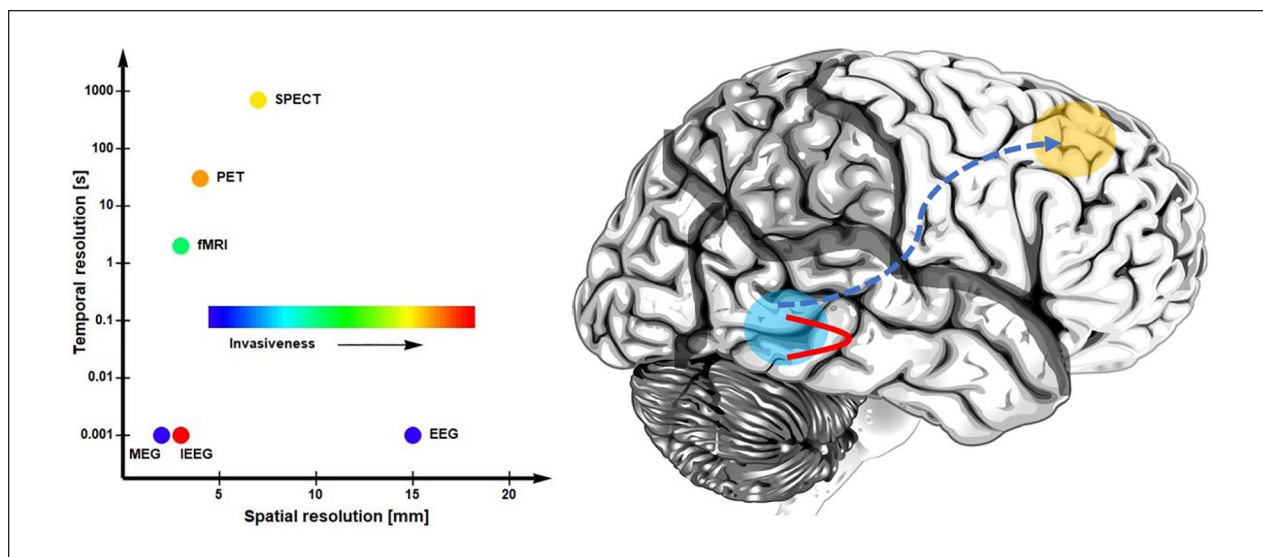 Temporal resolution [s]
1000
100
10
1
0.1
0.01
0.001
SPECT
PET
fMRI
Invasiveness
MEG
IEEG
EEG
5
10
15
20
Spatial resolution [mm]